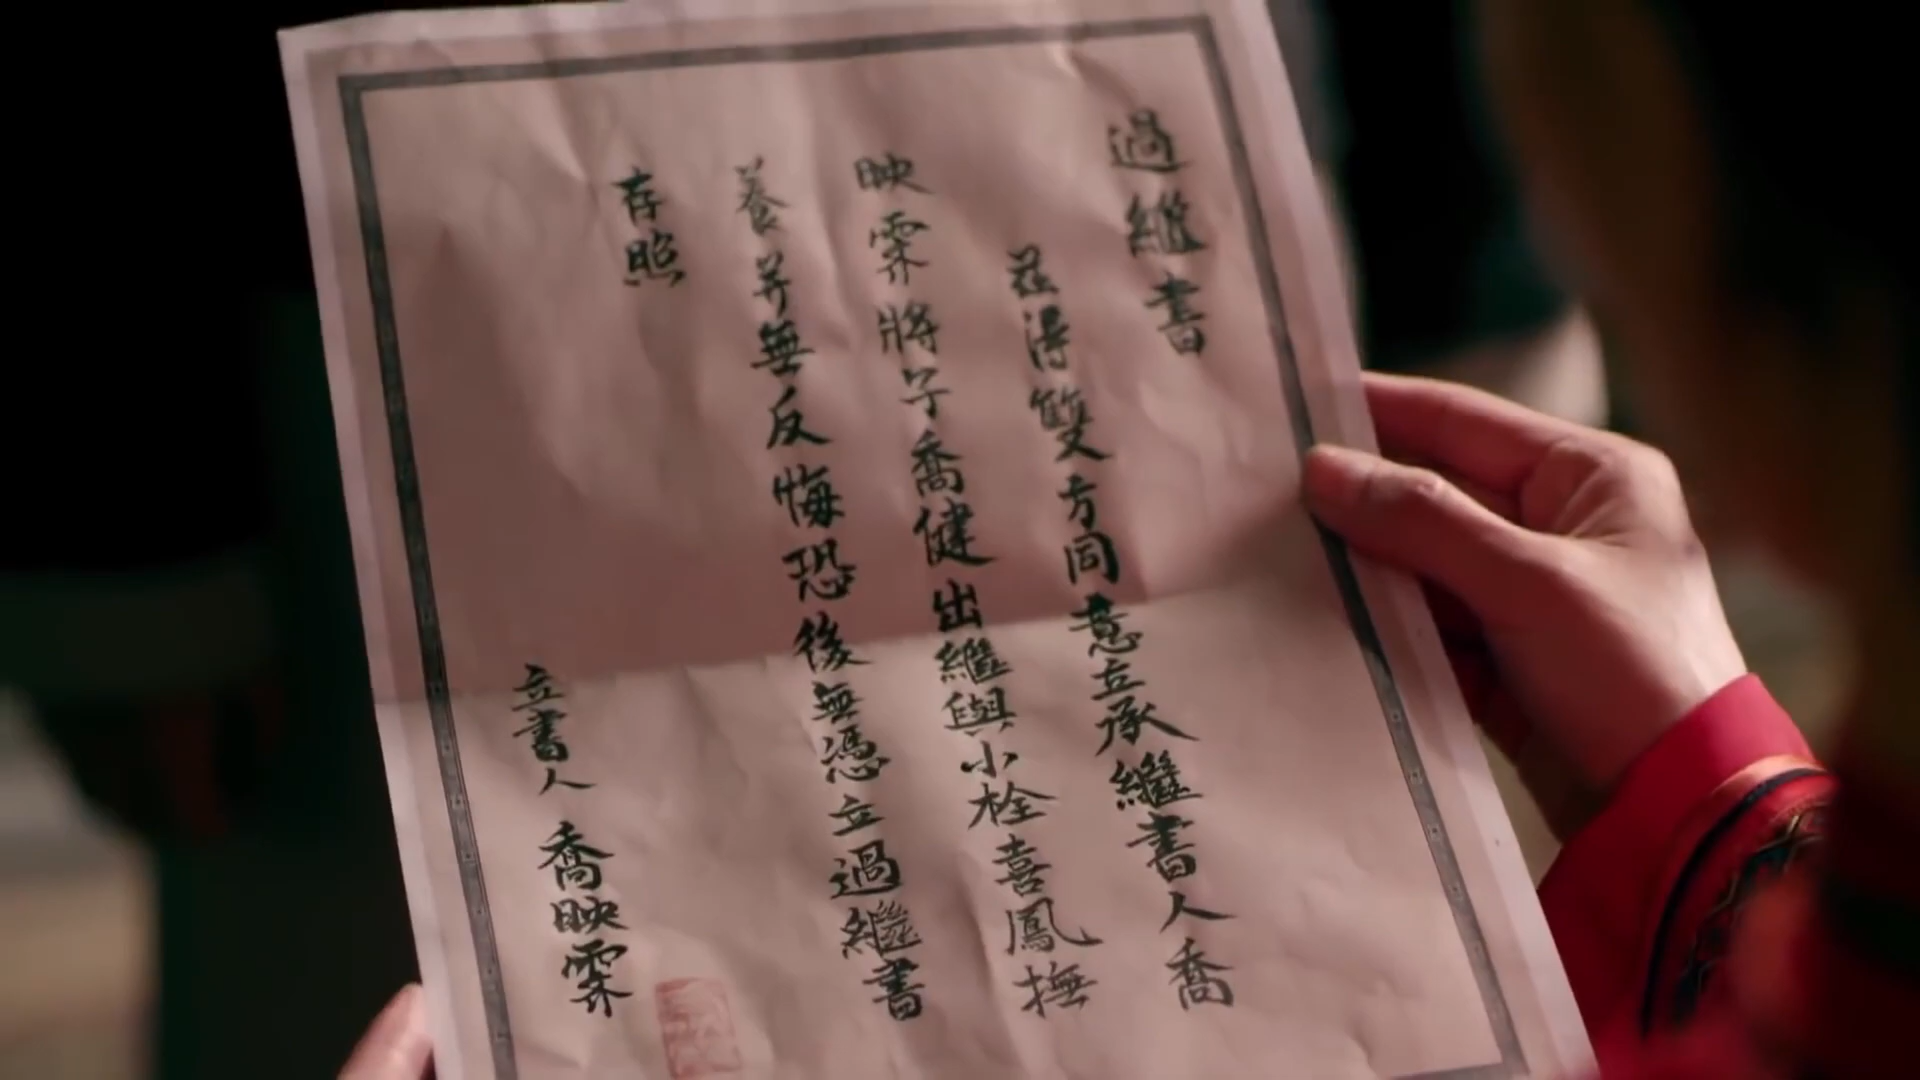 過繼書
茲得雙方同意立承繼書人喬
映霖將子喬健出繼與小栓喜鳳撫
養并無反悔恐後無憑立過繼書
存照
立書人 喬映霖